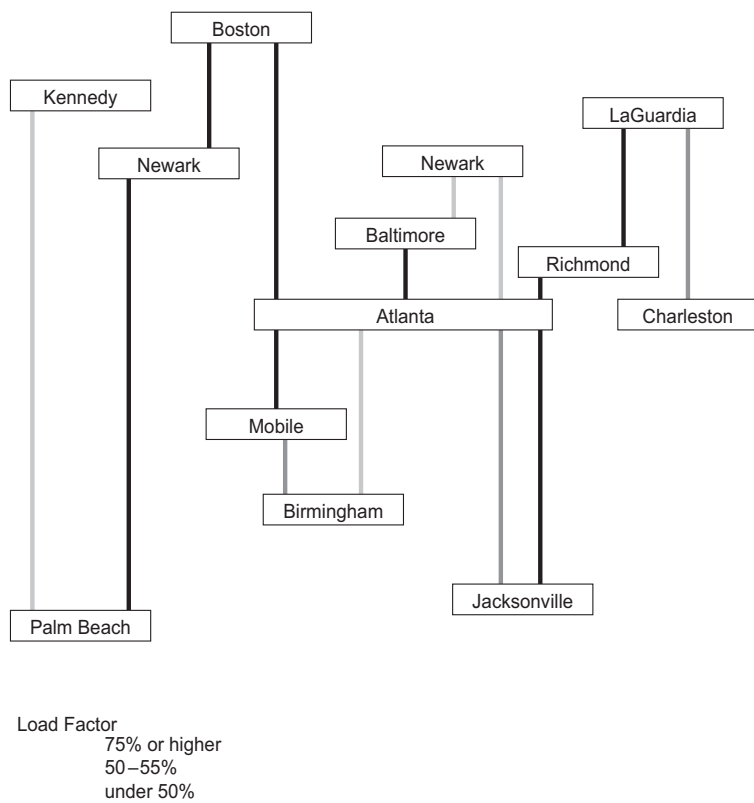 Boston
Kennedy
LaGuardia
Newark
Newark
Baltimore
Richmond
Atlanta
Charleston
Mobile
Birmingham
Jacksonville
Palm Beach
Load Factor
75% or higher
50–55%
under 50%